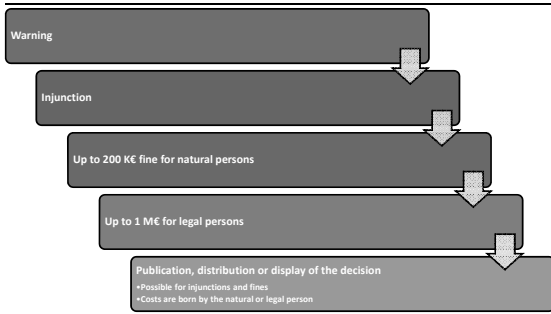 Warning
Injunction
Up to 200 K€ fine for natural persons
Up to 1 M€ for legal persons
Publication, distribution or display of the decision
•Possible for injunctions and fines
•Costs are born by the natural or legal person